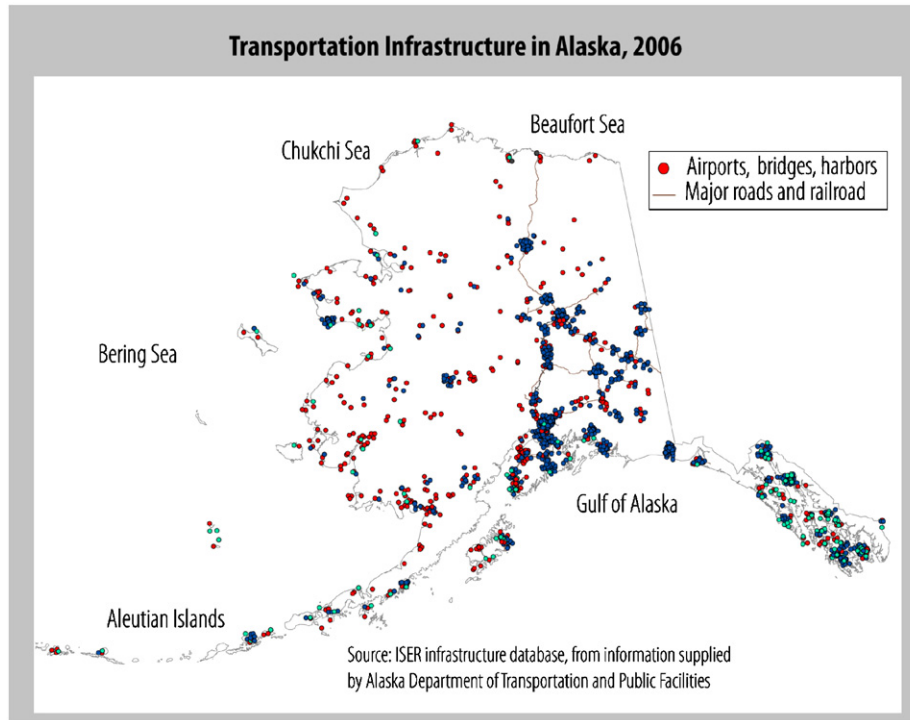 Transportation Infrastructure in Alaska, 2006
Beaufort Sea
Chukchi Sea
Airports, bridges, harbors
Major roads and railroad
Bering Sea
Gulf of Alaska
Aleutian Islands
Source: ISER infrastructure database, from information supplied
by Alaska Department of Transportation and Public Facilities